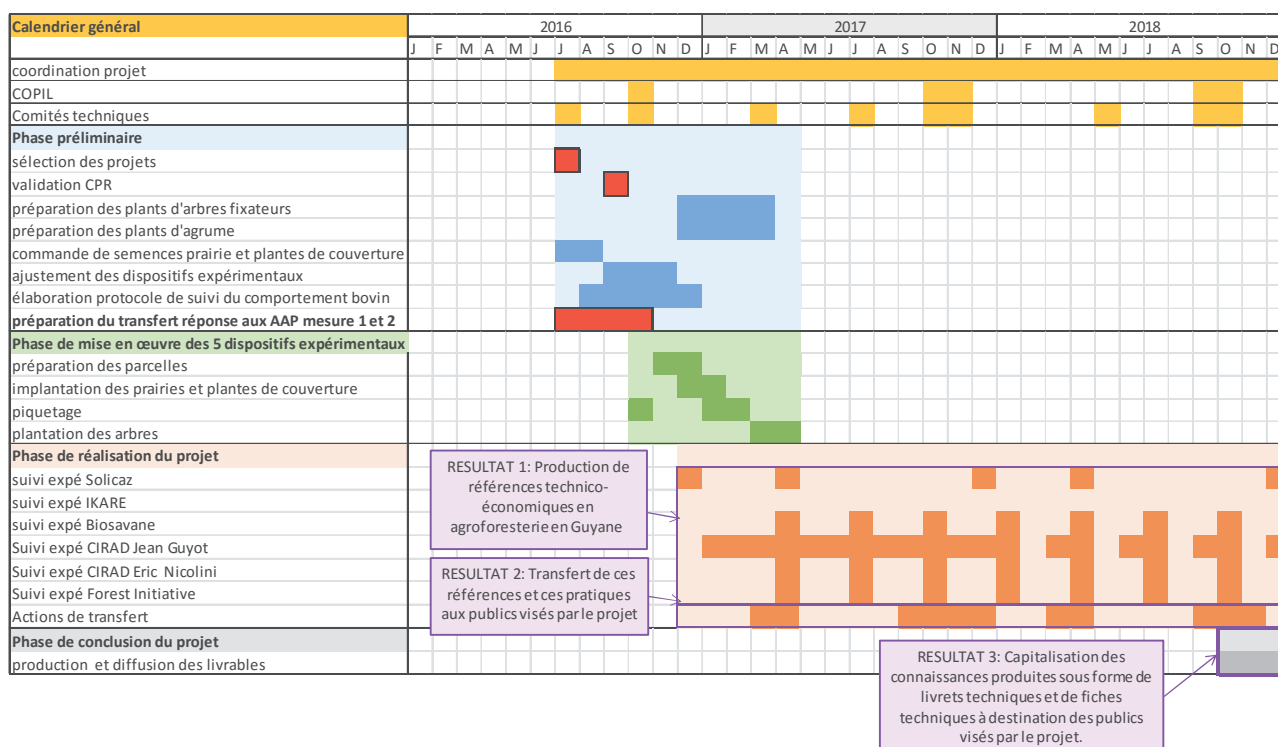 Calendrier général 2016 2017 2018
J F M A M J J A S O N D J F M A M J J A S O N D J F M A M J J A S O N D
coordination projet
COPIL
Comités techniques
Phase préliminaire
sélection des projets
validation CPR
préparation des plants d'arbres fixateurs
préparation des plants d'agrume
commande de semences prairie et plantes de couverture
ajustement des dispositifs expérimentaux
élaboration protocole de suivi du comportement bovin
préparation du transfert réponse aux AAP mesure 1 et 2
Phase de mise en œuvre des 5 dispositifs expérimentaux
préparation des parcelles
implantation des prairies et plantes de couverture
piquetage
plantation des arbres
Phase de réalisation du projet
suivi expé Solicaz
suivi expé IKARE
suivi expé Biosavane
Suivi expé CIRAD Jean Guyot
Suivi expé CIRAD Eric Nicolini
Suivi expé Forest Initiative
Actions de transfert
Phase de conclusion du projet
production et diffusion des livrables
RESULTAT 1: Production de
références technico-
économiques en
agroforesterie en Guyane
RESULTAT 2: Transfert de ces
références et ces pratiques
aux publics visés par le projet
RESULTAT 3: Capitalisation des
connaissances produites sous forme de
livrets techniques et de fiches
techniques à destination des publics
visés par le projet.